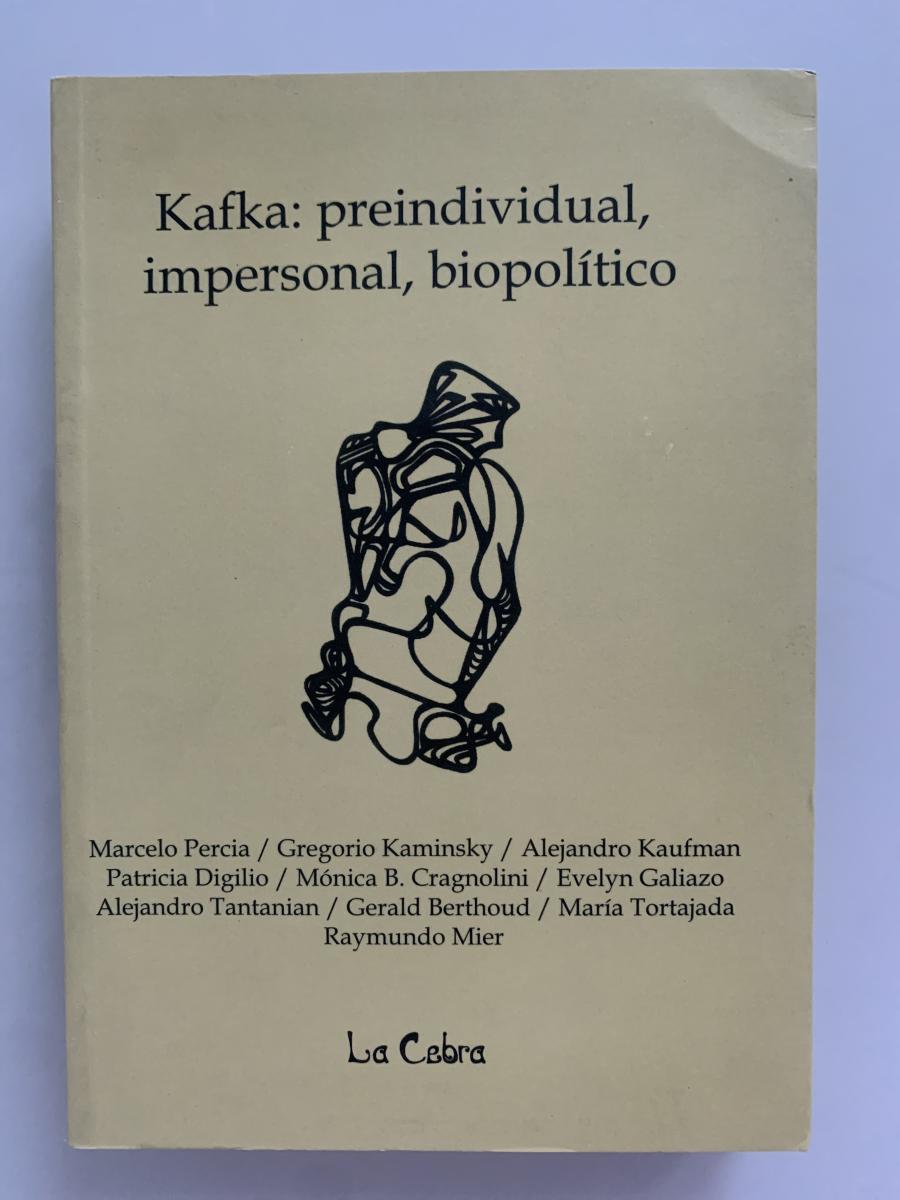 Kafka: preindividual,
impersonal, biopolítico
Marcelo Percia / Gregorio Kaminsky / Alejandro Kaufman
Patricia Digilio / Mónica B. Cragnolini / Evelyn Galiazo
Alejandro Tantanian / Gerald Berthoud / María Tortajada
Raymundo Mier
La Cebra